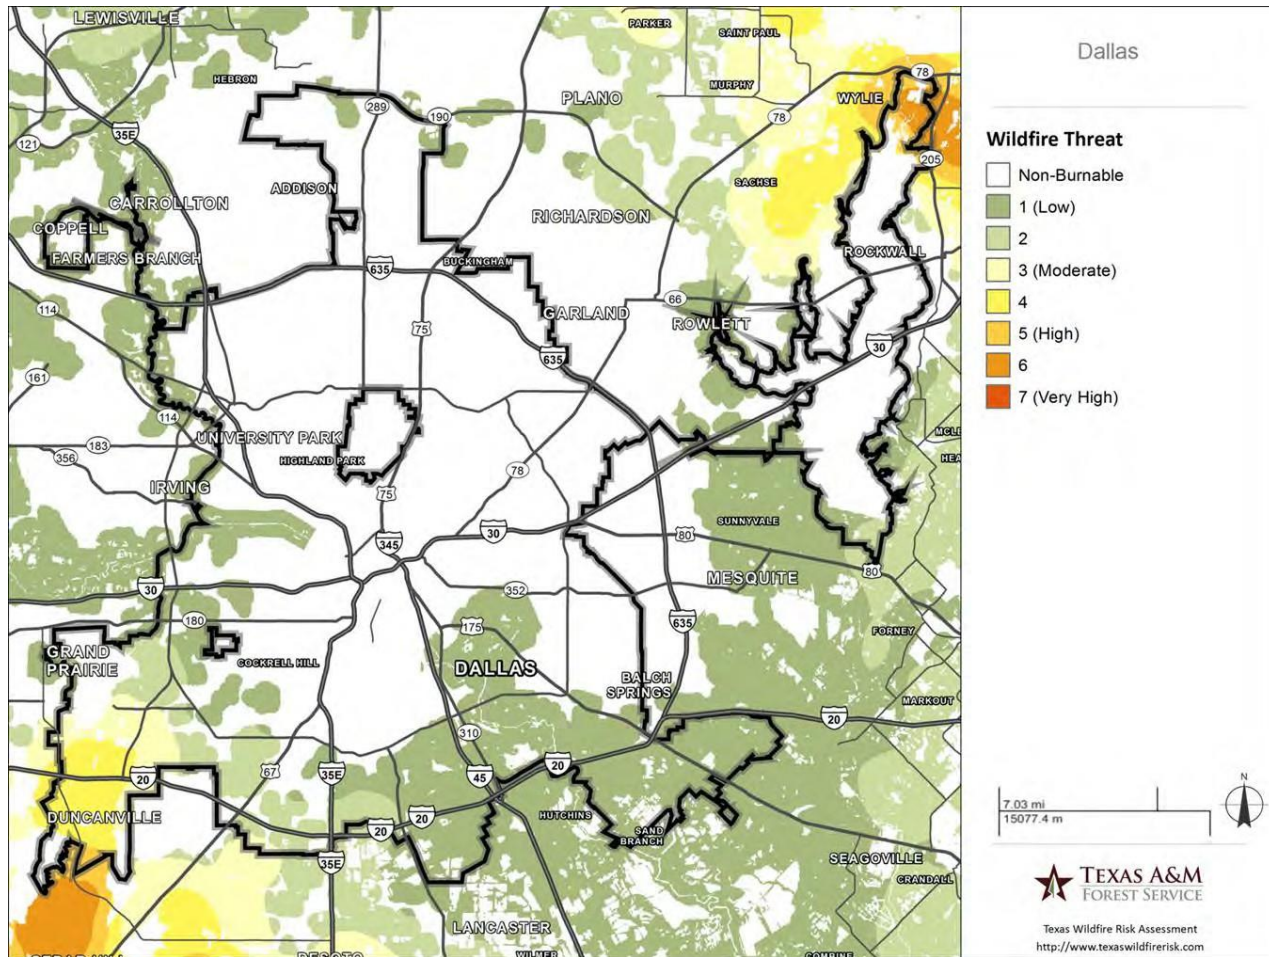 LEWISVILLE
PARKER
SAINT PAUL
HEBRON
PLANO
MURPHY
WYLIE
78
289
190
78
35E
121
205
ADDISON
SACHSE
CARROLLTON
RICHARDSON
COPPELL
FARMERS BRANCH
BUCKINGHAM
635
ROCKWALL
66
114
GARLAND
ROWLETT
75
30
635
161
114
183
UNIVERSITY PARK
356
HIGHLAND PARK
78
IRVING
75
SUNNYVALE
30
80
345
MESQUITE
80
30
352
180
175
635
FORNEY
GRAND
PRAIRIE
COCKRELL HILL
DALLAS
BALCH
SPRINGS
MARKOUT
20
310
20
67
35E
45
20
DUNCANVILLE
20
20
HUTCHINS
SAND
BRANCH
35E
SEAGOVILLE
CRANDALL
LANCASTER
WILMER
COMBINE
DESOTO
CEDAR HILL
Dallas
Wildfire Threat
Non-Burnable
1 (Low)
2
3 (Moderate)
4
5 (High)
6
7 (Very High)
N
7.03 mi
15077.4 m
TEXAS A&M
FOREST SERVICE
Texas Wildfire Risk Assessment
http://www.texaswildfirerisk.com